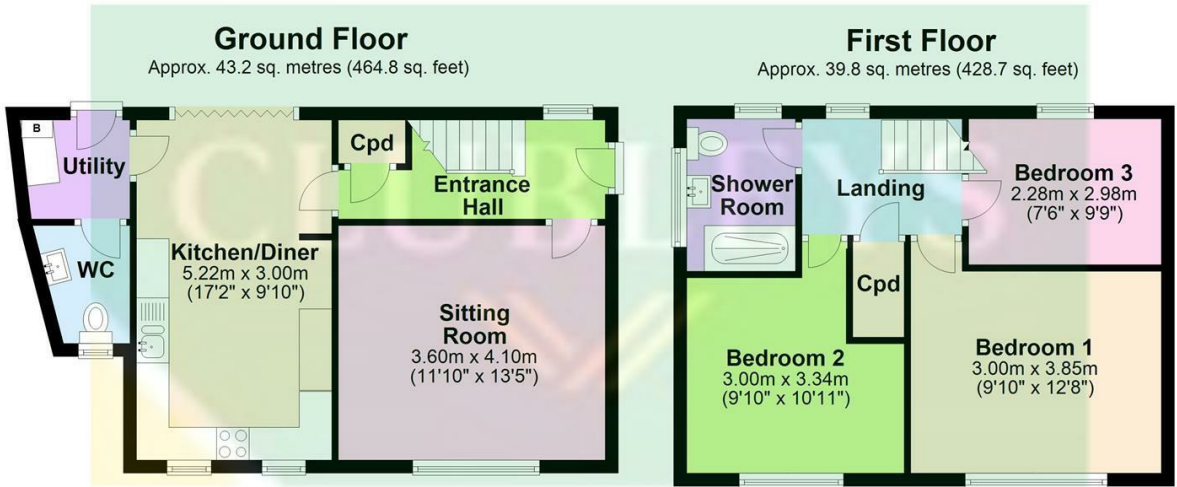 Ground Floor
Approx. 43.2 sq. metres (464.8 sq. feet)
B
Utility
WC
Kitchen/Diner
5.22m x 3.00m
(17'2" x 9'10")
Cpd
Entrance
Hall
Sitting
Room
3.60m x 4.10m
(11'10" x 13'5")
First Floor
Approx. 39.8 sq. metres (428.7 sq. feet)
Shower
Room
Landing
Bedroom 3
2.28m x 2.98m
(7'6" x 9'9")
Cpd
Bedroom 2
3.00m x 3.34m
(9'10" x 10'11")
Bedroom 1
3.00m x 3.85m
(9'10" x 12'8")
CLUBLEYS